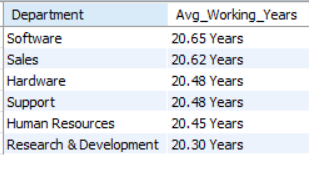 Department Avg_Working_Years
Software 20.65 Years
Sales 20.62 Years
Hardware 20.48 Years
Support 20.48 Years
Human Resources 20.45 Years
Research & Development 20.30 Years